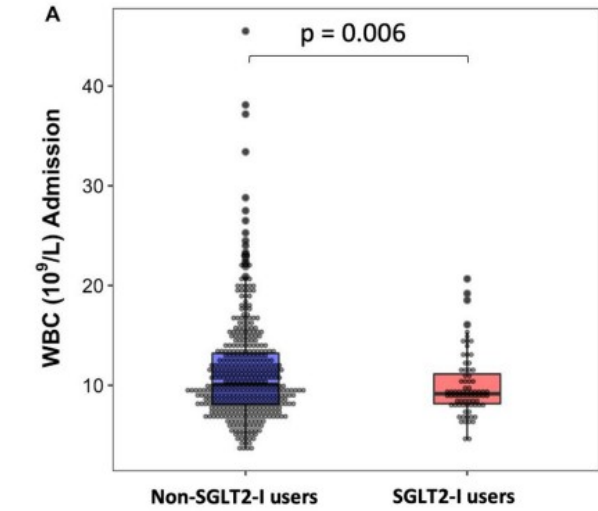 A
p = 0.006
WBC (10⁹/L) Admission
40
30
20
10
Non-SGLT2-I users SGLT2-I users